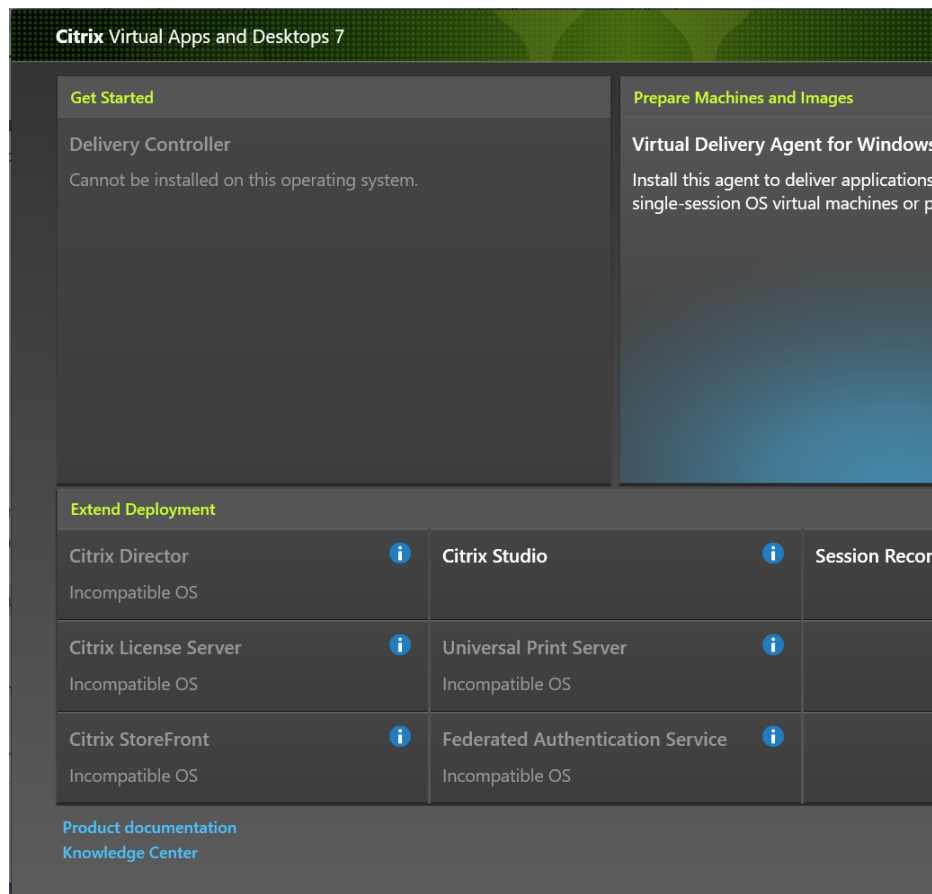 Citrix Virtual Apps and Desktops 7
Get Started
Delivery Controller
Cannot be installed on this operating system.
Prepare Machines and Images
Virtual Delivery Agent for Windows
Install this agent to deliver applications
single-session OS virtual machines or p
Extend Deployment
Citrix Director
Incompatible OS
Citrix Studio
Session Recor
Citrix License Server
Incompatible OS
Universal Print Server
Incompatible OS
Citrix StoreFront
Incompatible OS
Federated Authentication Service
Incompatible OS
Product documentation
Knowledge Center